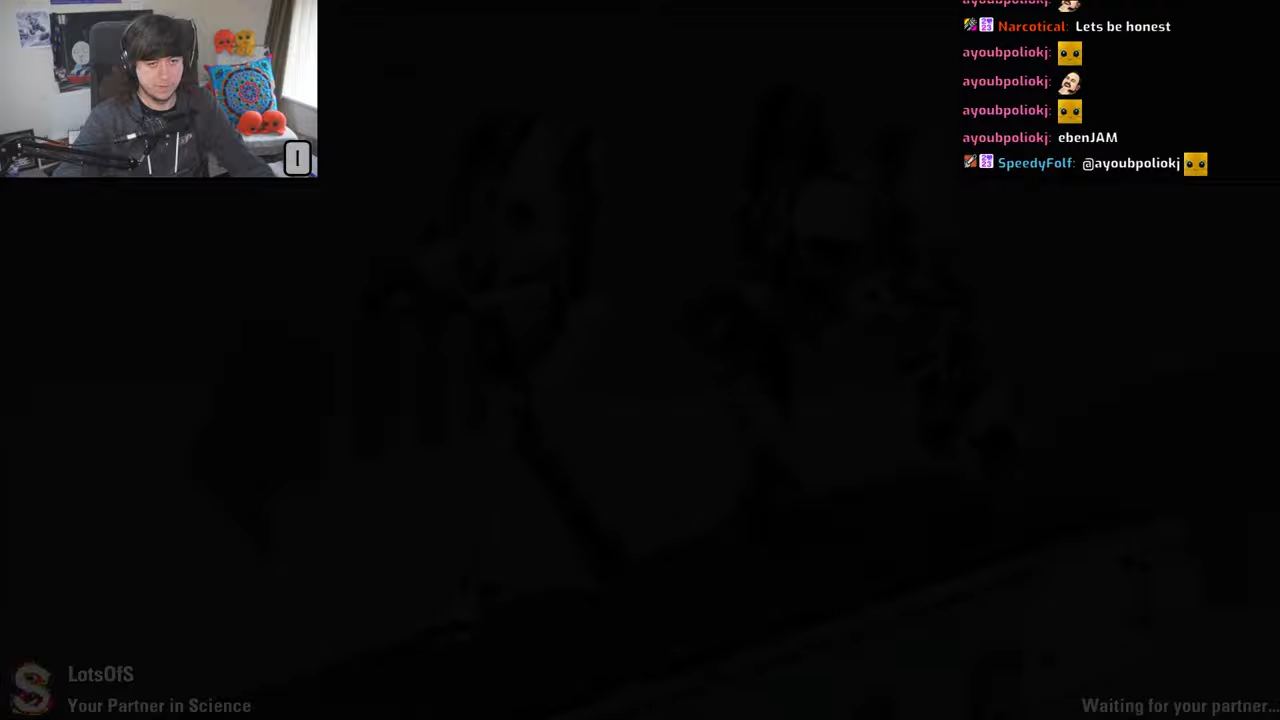 ayoubpoliokj:
Narcotical: Lets be honest
ayoubpoliokj:
ayoubpoliokj:
ayoubpoliokj:
ayoubpoliokj: ebenJAM
SpeedyFolf: @ayoubpoliokj
LotsOfS
Your Partner in Science
Waiting for your partner...